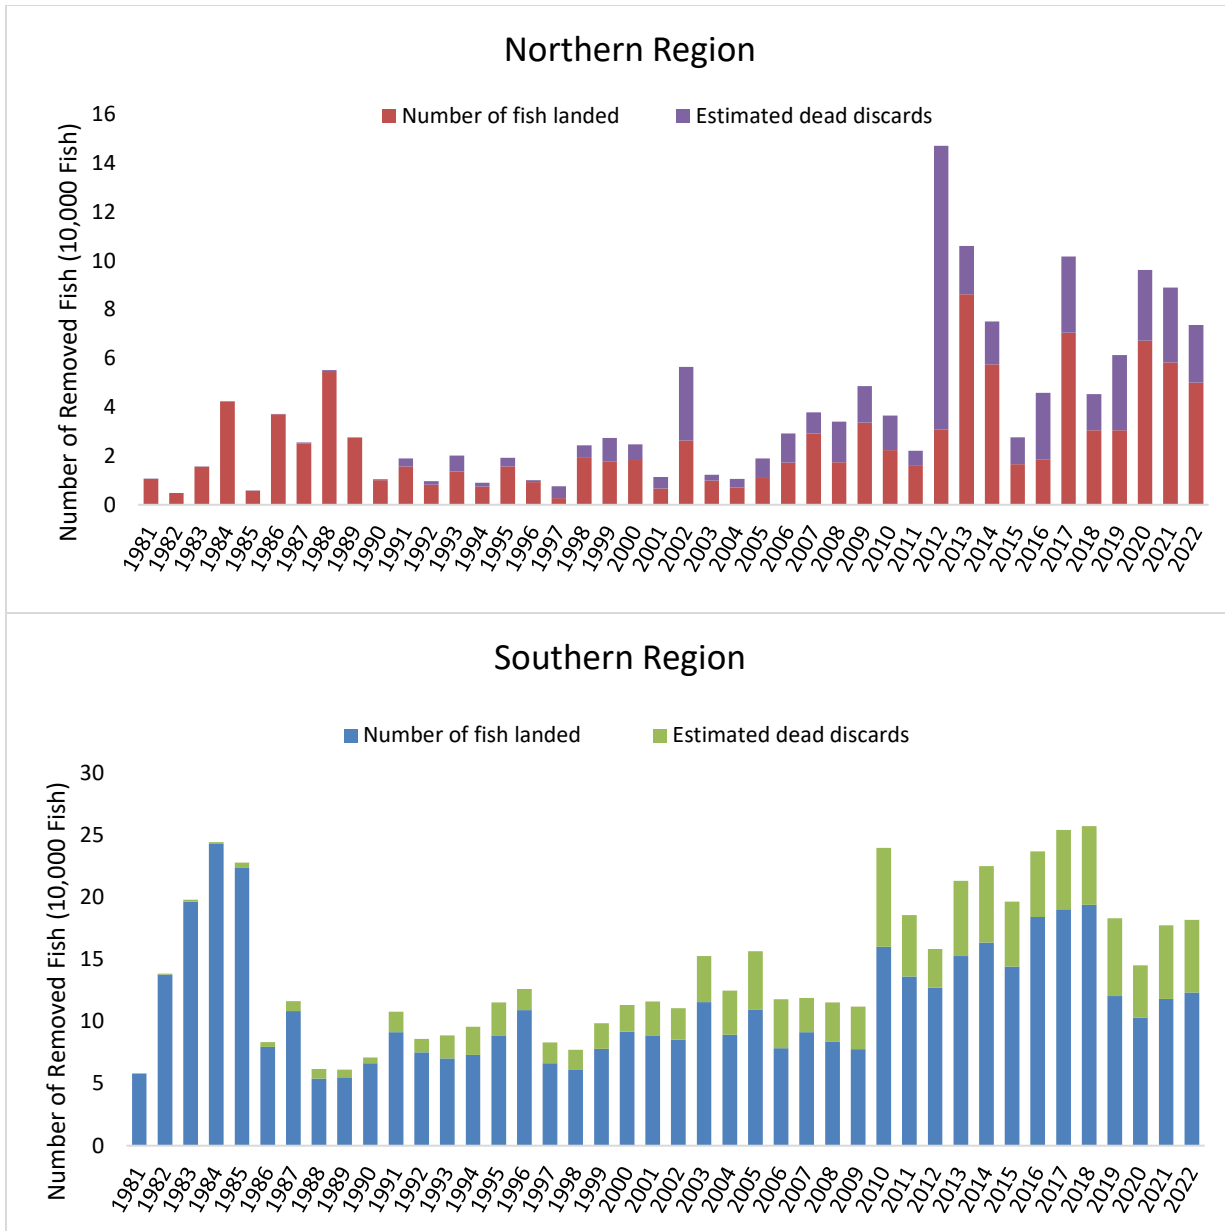 Northern Region
Number of fish landed Estimated dead discards
Number of Removed Fish (10,000 Fish)
16
14
12
10
8
6
4
2
0
1981 1982 1983 1984 1985 1986 1987 1988 1989 1990 1991 1992 1993 1994 1995 1996 1997 1998 1999 2000 2001 2002 2003 2004 2005 2006 2007 2008 2009 2010 2011 2012 2013 2014 2015 2016 2017 2018 2019 2020 2021 2022
Southern Region
Number of fish landed Estimated dead discards
Number of Removed Fish (10,000 Fish)
30
25
20
15
10
5
0
1981 1982 1983 1984 1985 1986 1987 1988 1989 1990 1991 1992 1993 1994 1995 1996 1997 1998 1999 2000 2001 2002 2003 2004 2005 2006 2007 2008 2009 2010 2011 2012 2013 2014 2015 2016 2017 2018 2019 2020 2021 2022